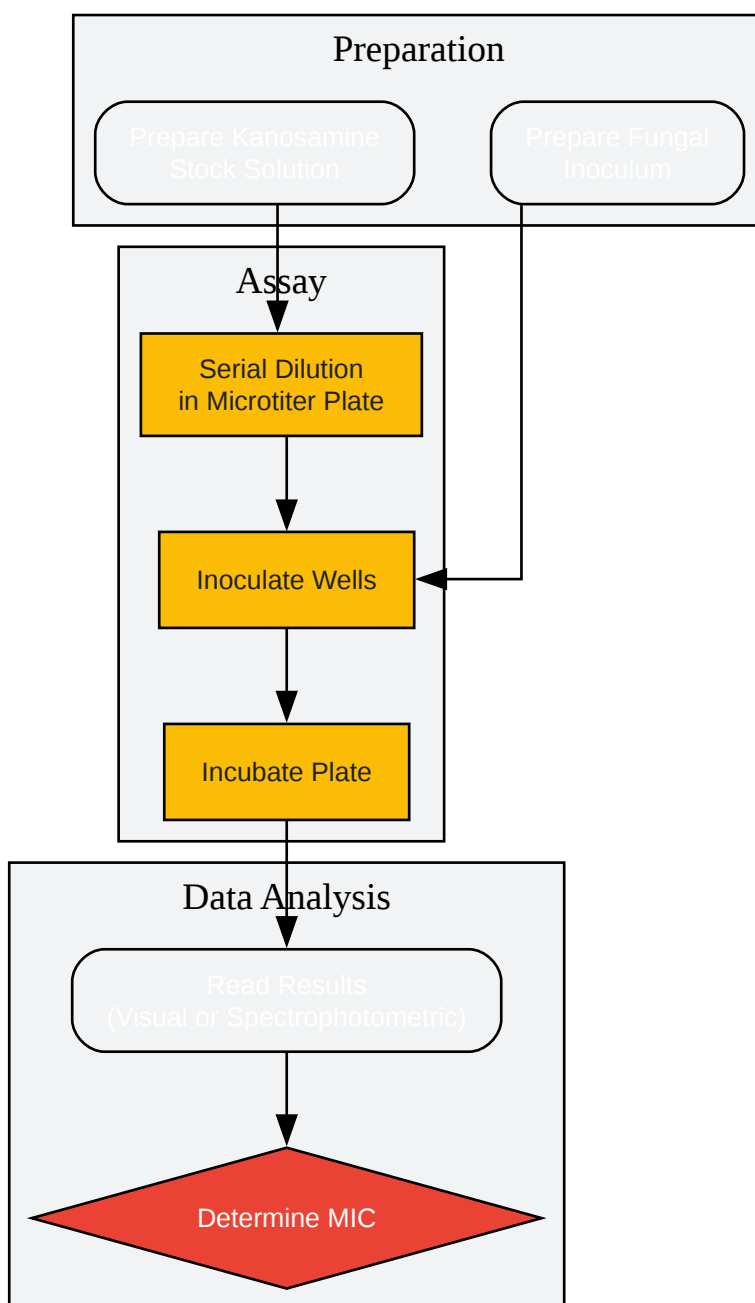 Preparation
Prepare Kanosamine
Stock Solution
Prepare Fungal
Inoculum
Assay
Serial Dilution
in Microtiter Plate
Inoculate Wells
Incubate Plate
Data Analysis
Read Results
(Visual or Spectrophotometric)
Determine MIC